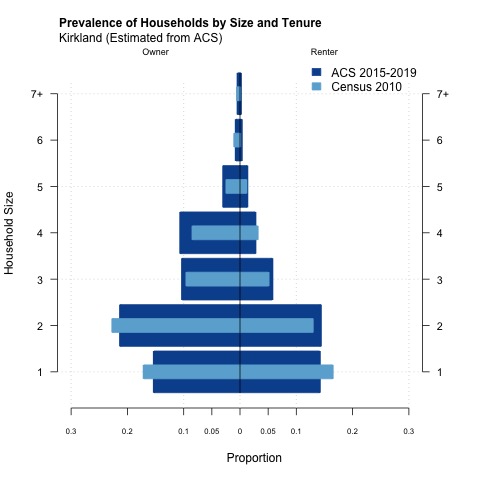 Prevalence of Households by Size and Tenure
Kirkland (Estimated from ACS)
Owner Renter
ACS 2015-2019
Census 2010
7+ 7+
6 6
5 5
4 4
3 3
2 2
1 1
Household Size
0.3 0.2 0.1 0.05 0 0.05 0.1 0.2 0.3
Proportion